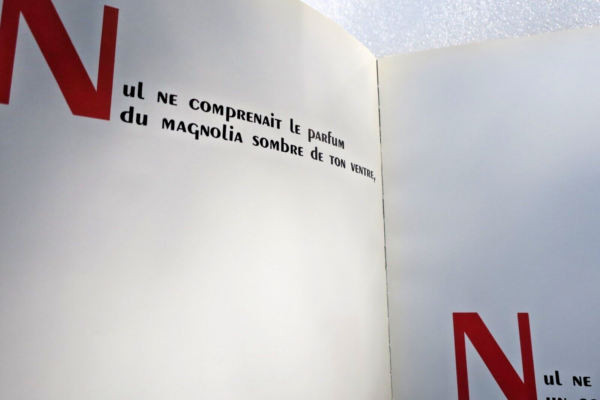 Nul NE COMPRENAIT LE PARFUM
du MAGNOLIA SOMBRE de TON VENTRE,
Nul NE